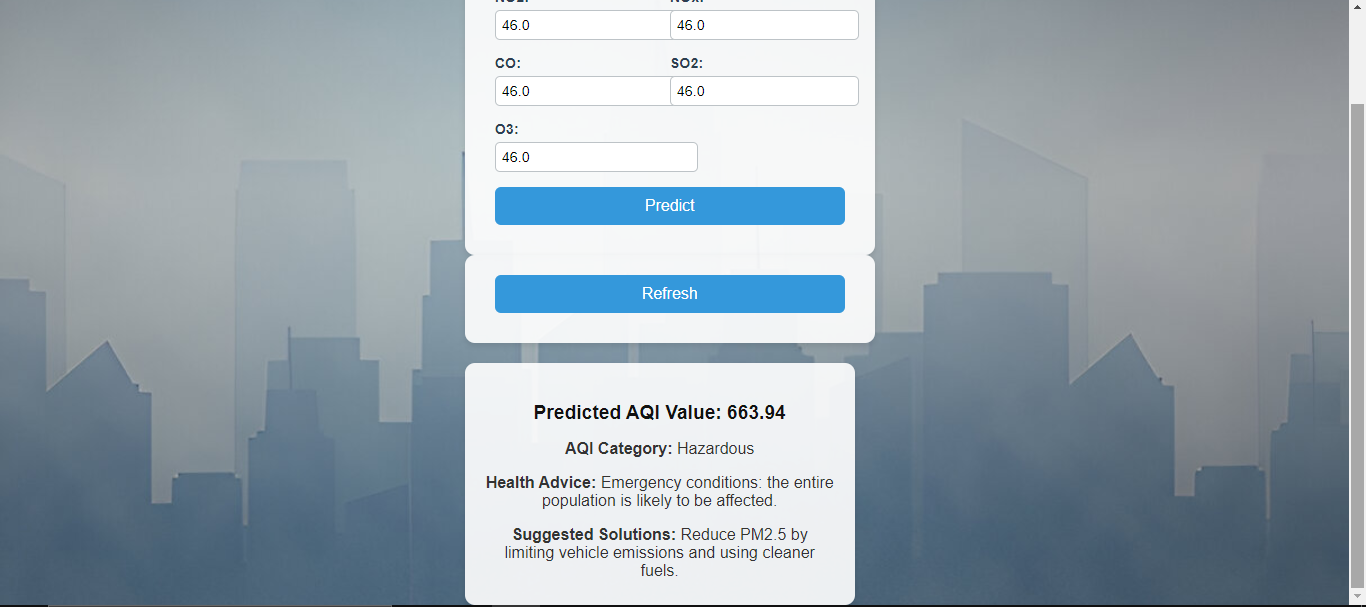 46.0 46.0
CO: SO2:
46.0 46.0
O3:
46.0
Predict
Refresh
Predicted AQI Value: 663.94
AQI Category: Hazardous
Health Advice: Emergency conditions: the entire
population is likely to be affected.
Suggested Solutions: Reduce PM2.5 by
limiting vehicle emissions and using cleaner
fuels.